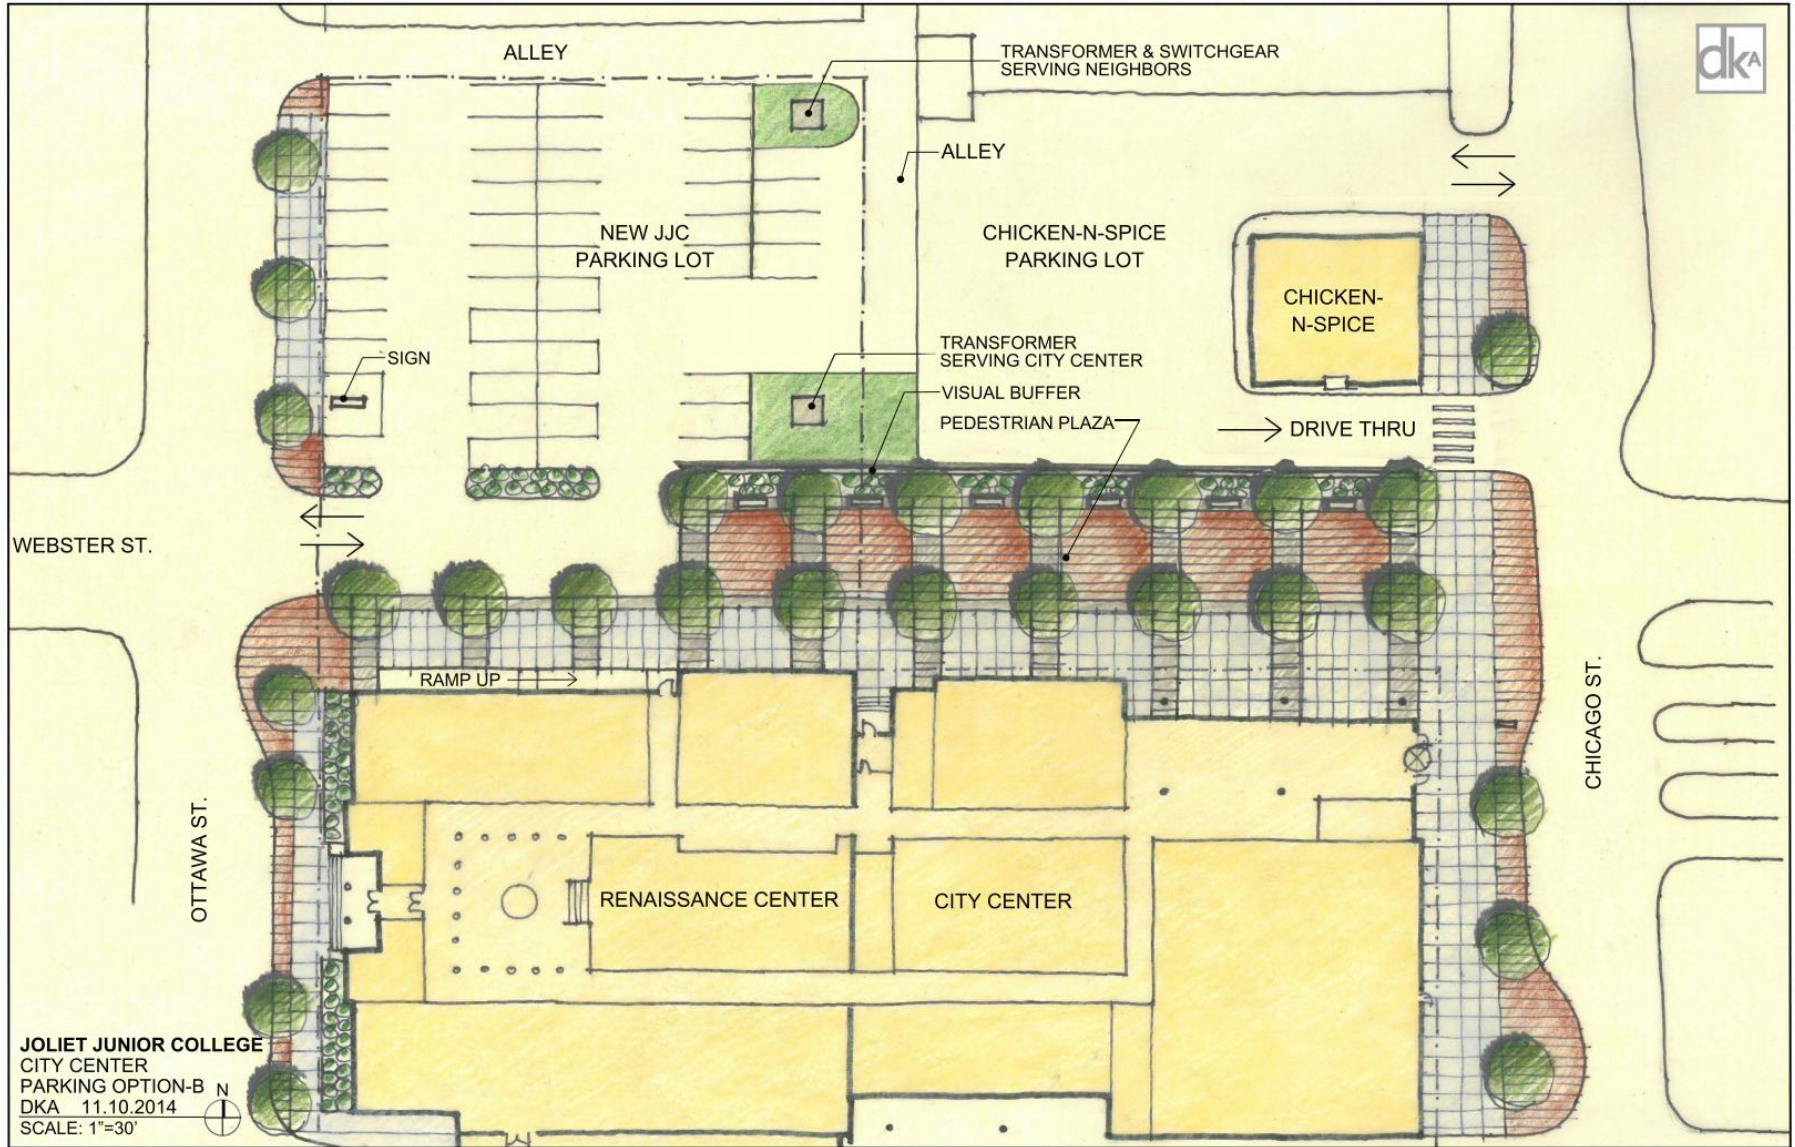 ALLEY
TRANSFORMER & SWITCHGEAR
SERVING NEIGHBORS
dkA
ALLEY
NEW JJC
PARKING LOT
CHICKEN-N-SPICE
PARKING LOT
CHICKEN-
N-SPICE
SIGN
TRANSFORMER
SERVING CITY CENTER
VISUAL BUFFER
PEDESTRIAN PLAZA
DRIVE THRU
WEBSTER ST.
RAMP UP
CHICAGO ST.
OTTAWA ST.
RENAISSANCE CENTER
CITY CENTER
JOLIET JUNIOR COLLEGE
CITY CENTER
PARKING OPTION-B
N
DKA 11.10.2014
SCALE: 1"=30'